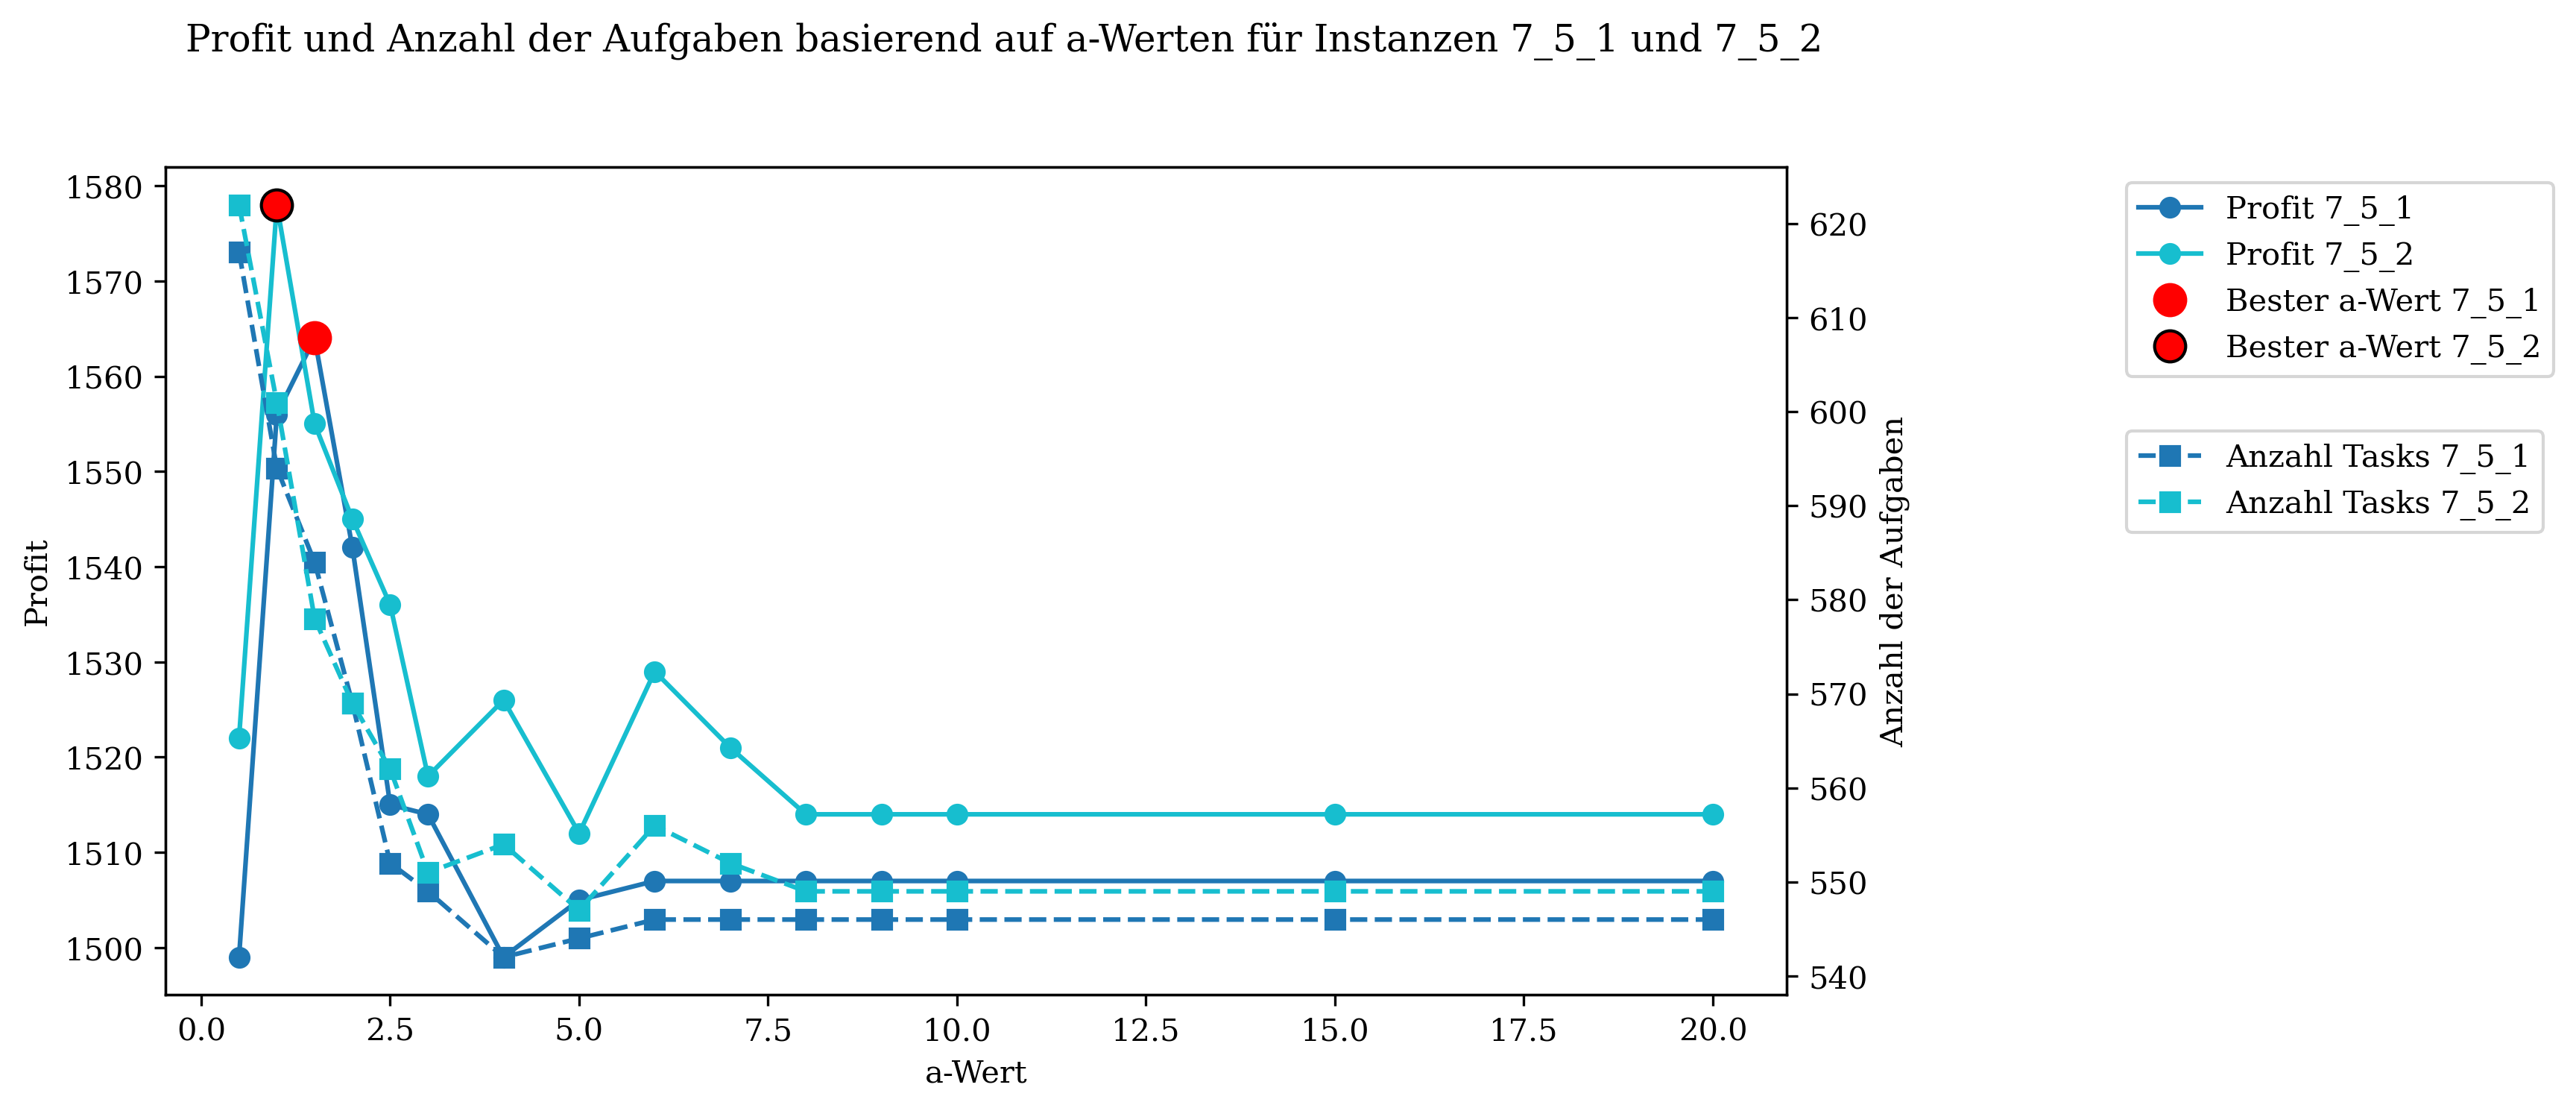 Profit und Anzahl der Aufgaben basierend auf a-Werten für Instanzen 7_5_1 und 7_5_2
Profit
1580
1570
1560
1550
1540
1530
1520
1510
1500
0.0 2.5 5.0 7.5 10.0 12.5 15.0 17.5 20.0
a-Wert
620
610
600
590
580
570
560
550
540
Anzahl der Aufgaben
Profit 7_5_1
Profit 7_5_2
Bester a-Wert 7_5_1
Bester a-Wert 7_5_2
Anzahl Tasks 7_5_1
Anzahl Tasks 7_5_2